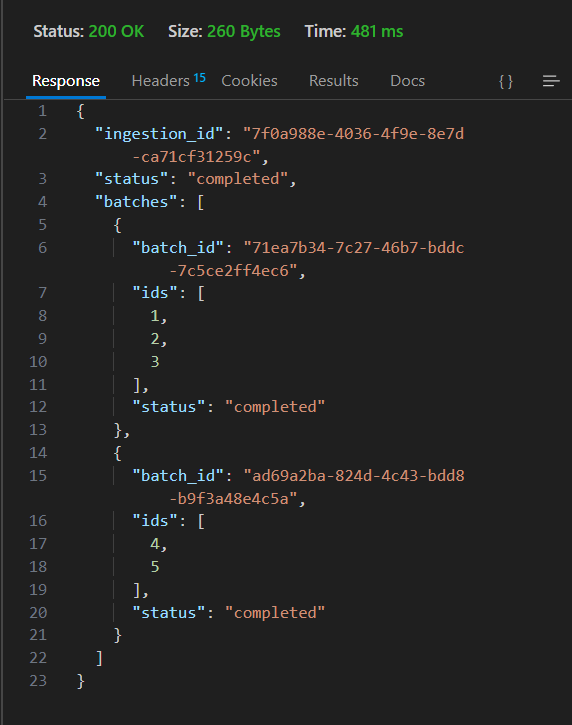 Status: 200 OK Size: 260 Bytes Time: 481 ms
Response Headers 15 Cookies Results Docs { }
1 {
2 "ingestion_id": "7f0a988e-4036-4f9e-8e7d
-ca71cf31259c",
3 "status": "completed",
4 "batches": [
5 {
6 "batch_id": "71ea7b34-7c27-46b7-bddc
-7c5ce2ff4ec6",
7 "ids": [
8 1,
9 2,
10 3
11 ],
12 "status": "completed"
13 },
14 {
15 "batch_id": "ad69a2ba-824d-4c43-bdd8
-b9f3a48e4c5a",
16 "ids": [
17 4,
18 5
19 ],
20 "status": "completed"
21 }
22 ]
23 }